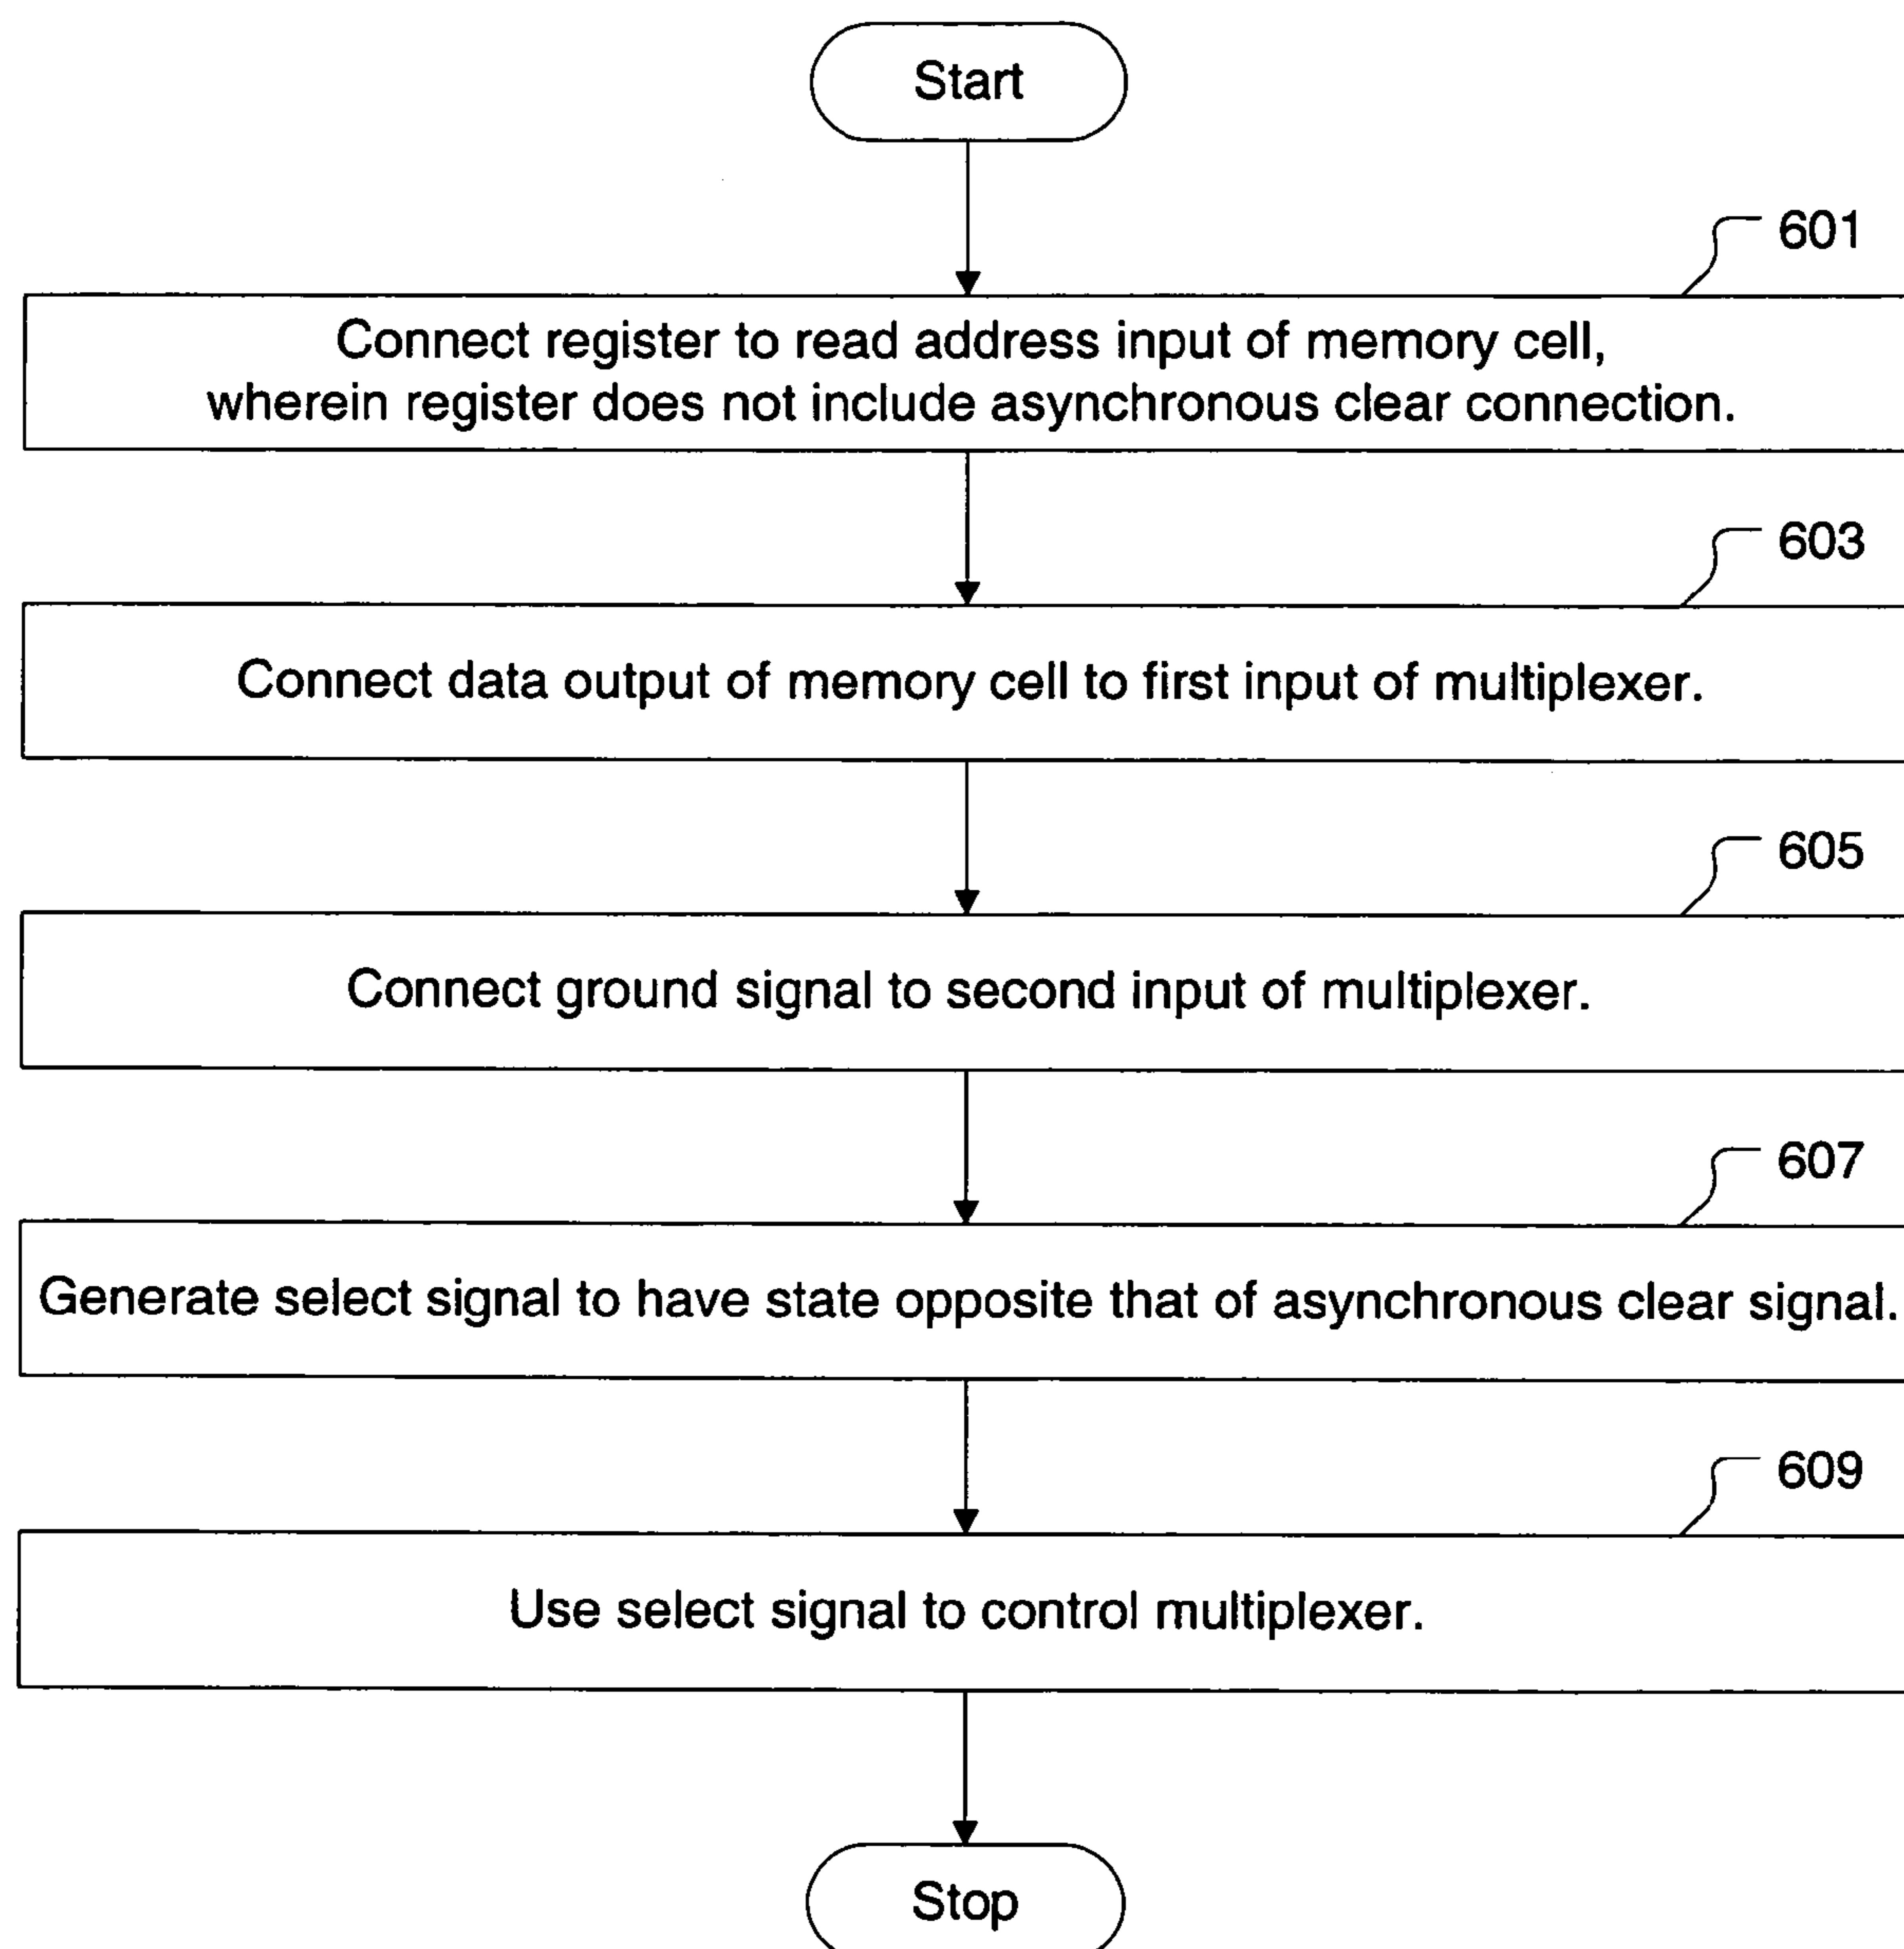 Start
601
Connect register to read address input of memory cell,
wherein register does not include asynchronous clear connection.
603
Connect data output of memory cell to first input of multiplexer.
605
Connect ground signal to second input of multiplexer.
607
Generate select signal to have state opposite that of asynchronous clear signal.
609
Use select signal to control multiplexer.
Stop